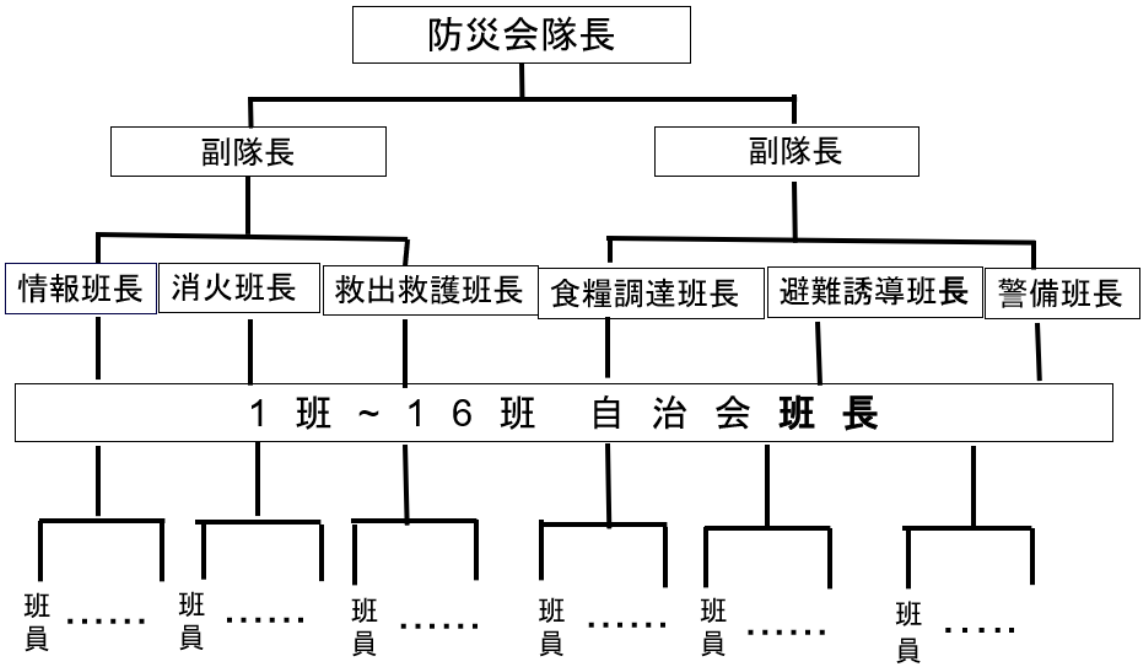 防災会隊長
副隊長
副隊長
情報班長
消火班長
救出救護班長
食糧調達班長
避難誘導班長
警備班長
1班~16班 自治会班長
班員 ……
班員 ……
班員 ……
班員 ……
班員 ……
班員 ……